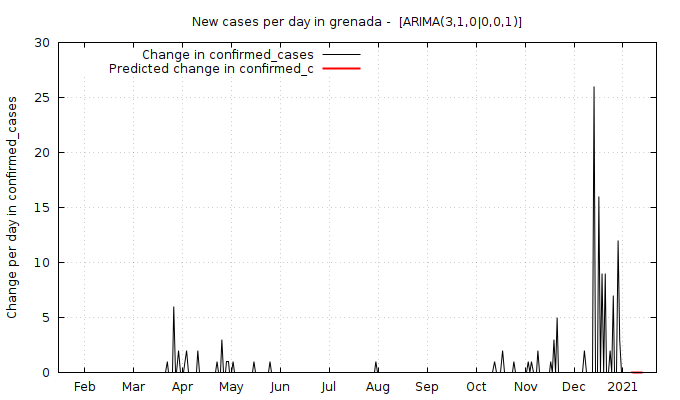 New cases per day in grenada -  [ARIMA(3,1,0|0,0,1)]
Change in confirmed_cases
Predicted change in confirmed_c
Change per day in confirmed_cases
30
25
20
15
10
5
0
Feb Mar Apr May Jun Jul Aug Sep Oct Nov Dec 2021